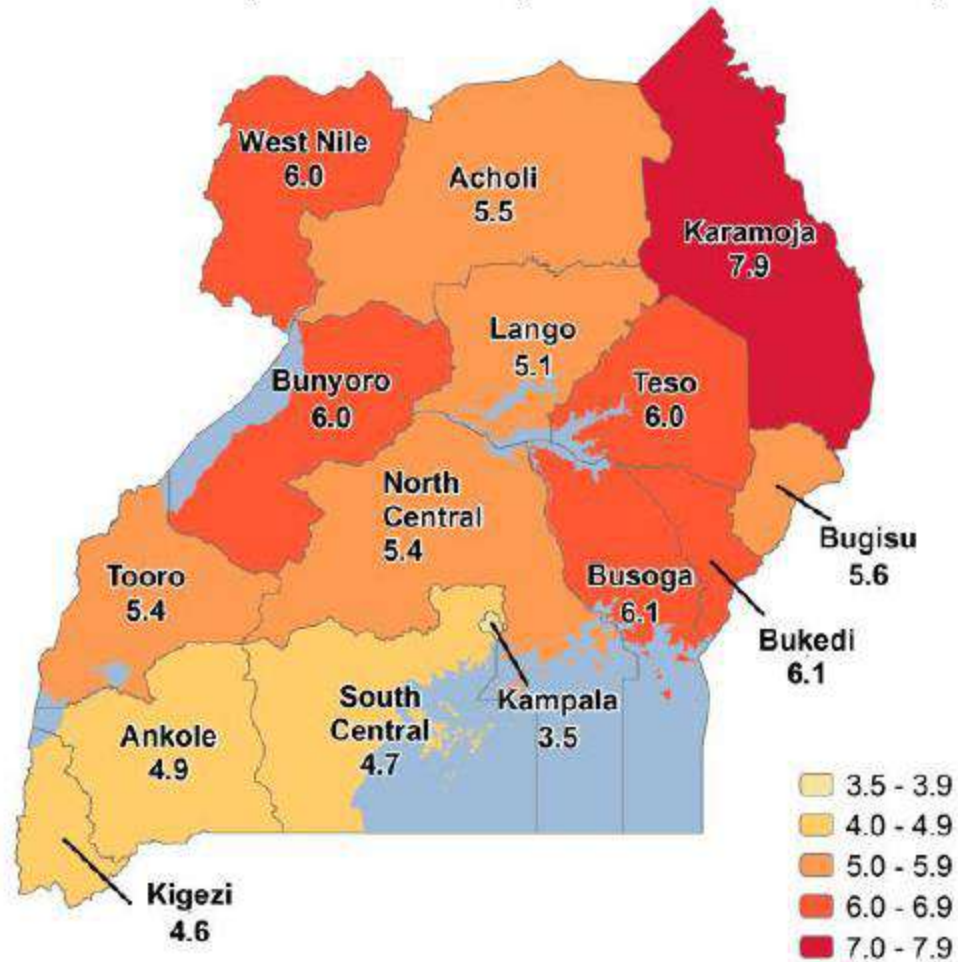 West Nile
6.0
Acholi
5.5
Karamoja
7.9
Lango
5.1
Bunyoro
6.0
Teso
6.0
North
Central
5.4
Bugisu
5.6
Tooro
5.4
Busoga
6.1
Bukedi
6.1
South
Central
4.7
Kampala
3.5
Ankole
4.9
Kigezi
4.6
3.5 - 3.9
4.0 - 4.9
5.0 - 5.9
6.0 - 6.9
7.0 - 7.9